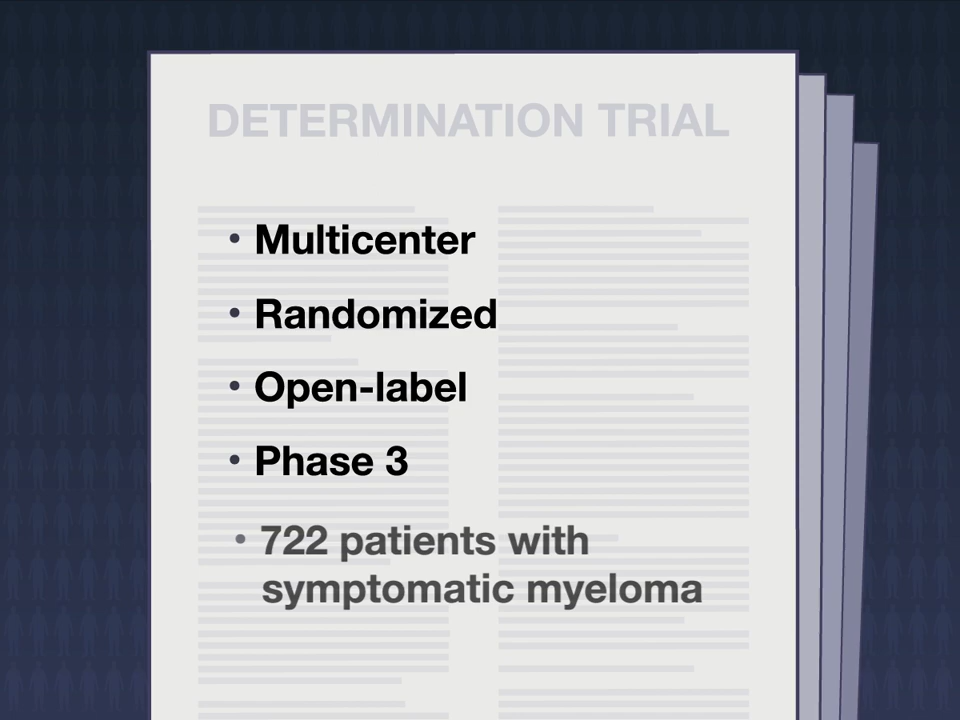 DETERMINATION TRIAL
• Multicenter
• Randomized
• Open-label
• Phase 3
• 722 patients with
symptomatic myeloma